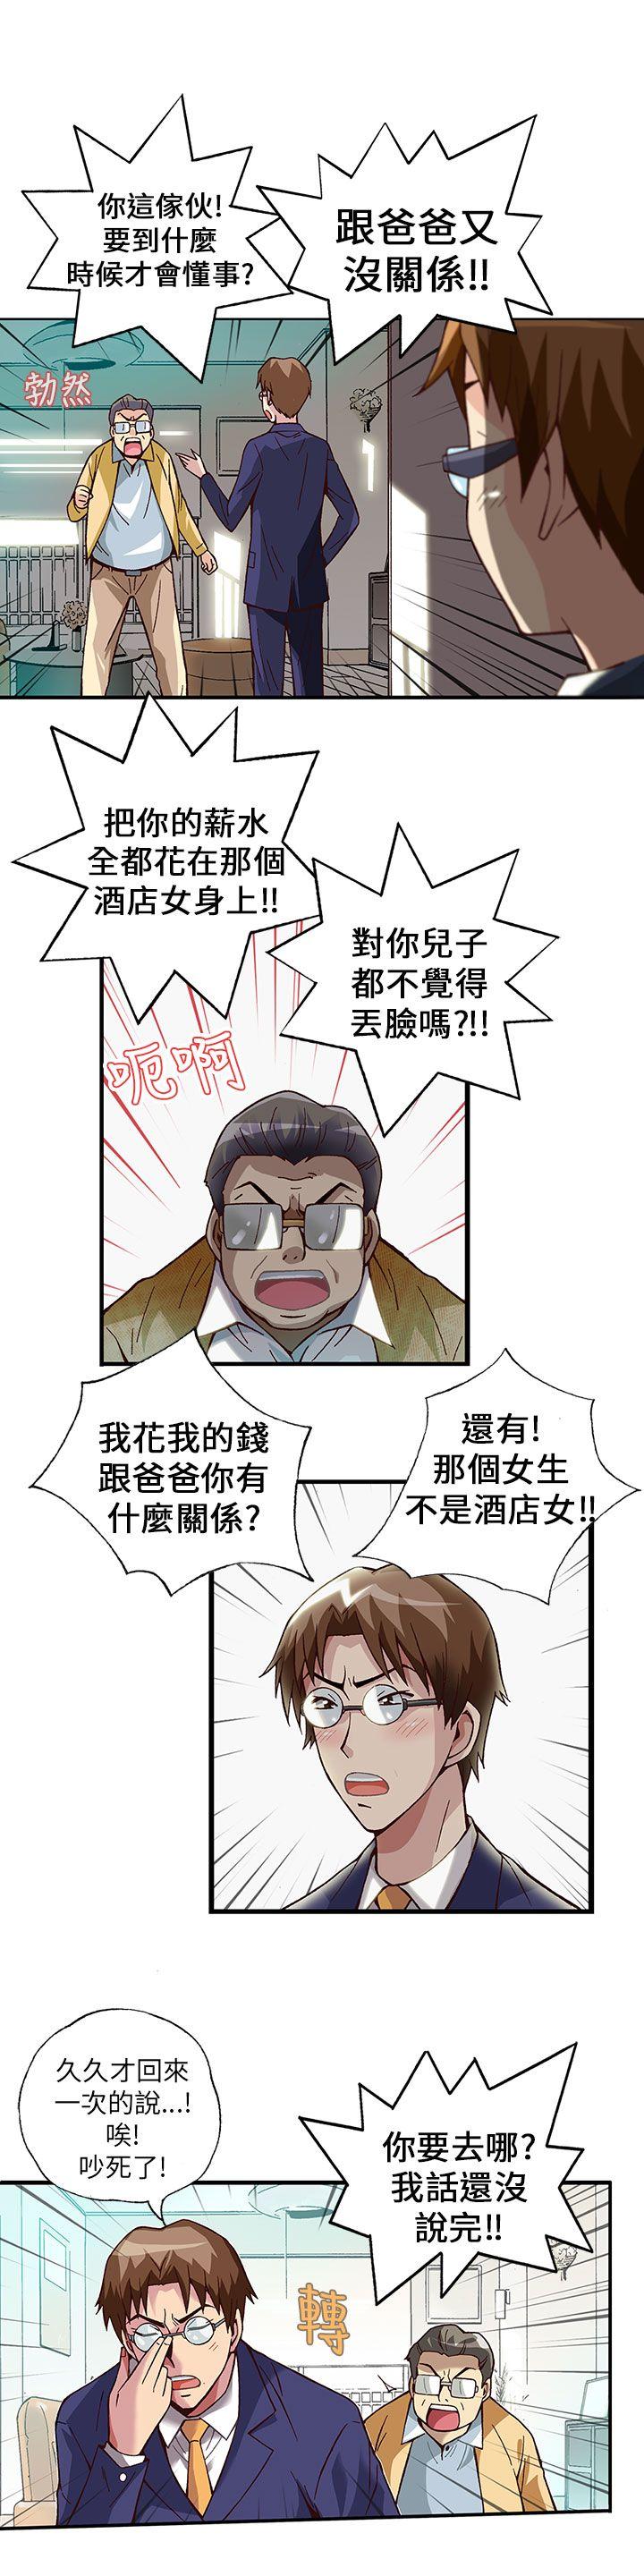 你這傢伙!
要到什麼
時候才會懂事?
跟爸爸又
沒關係!!
勃然
把你的薪水
全都花在那個
酒店女身上!!
對你兒子
都不覺得
丟臉嗎?!!
呃啊
我花我的錢
跟爸爸你有
什麼關係?
還有!
那個女生
不是酒店女!!
久久才回來
一次的說...!
唉!
吵死了!
你要去哪?
我話還沒
說完!!
轉